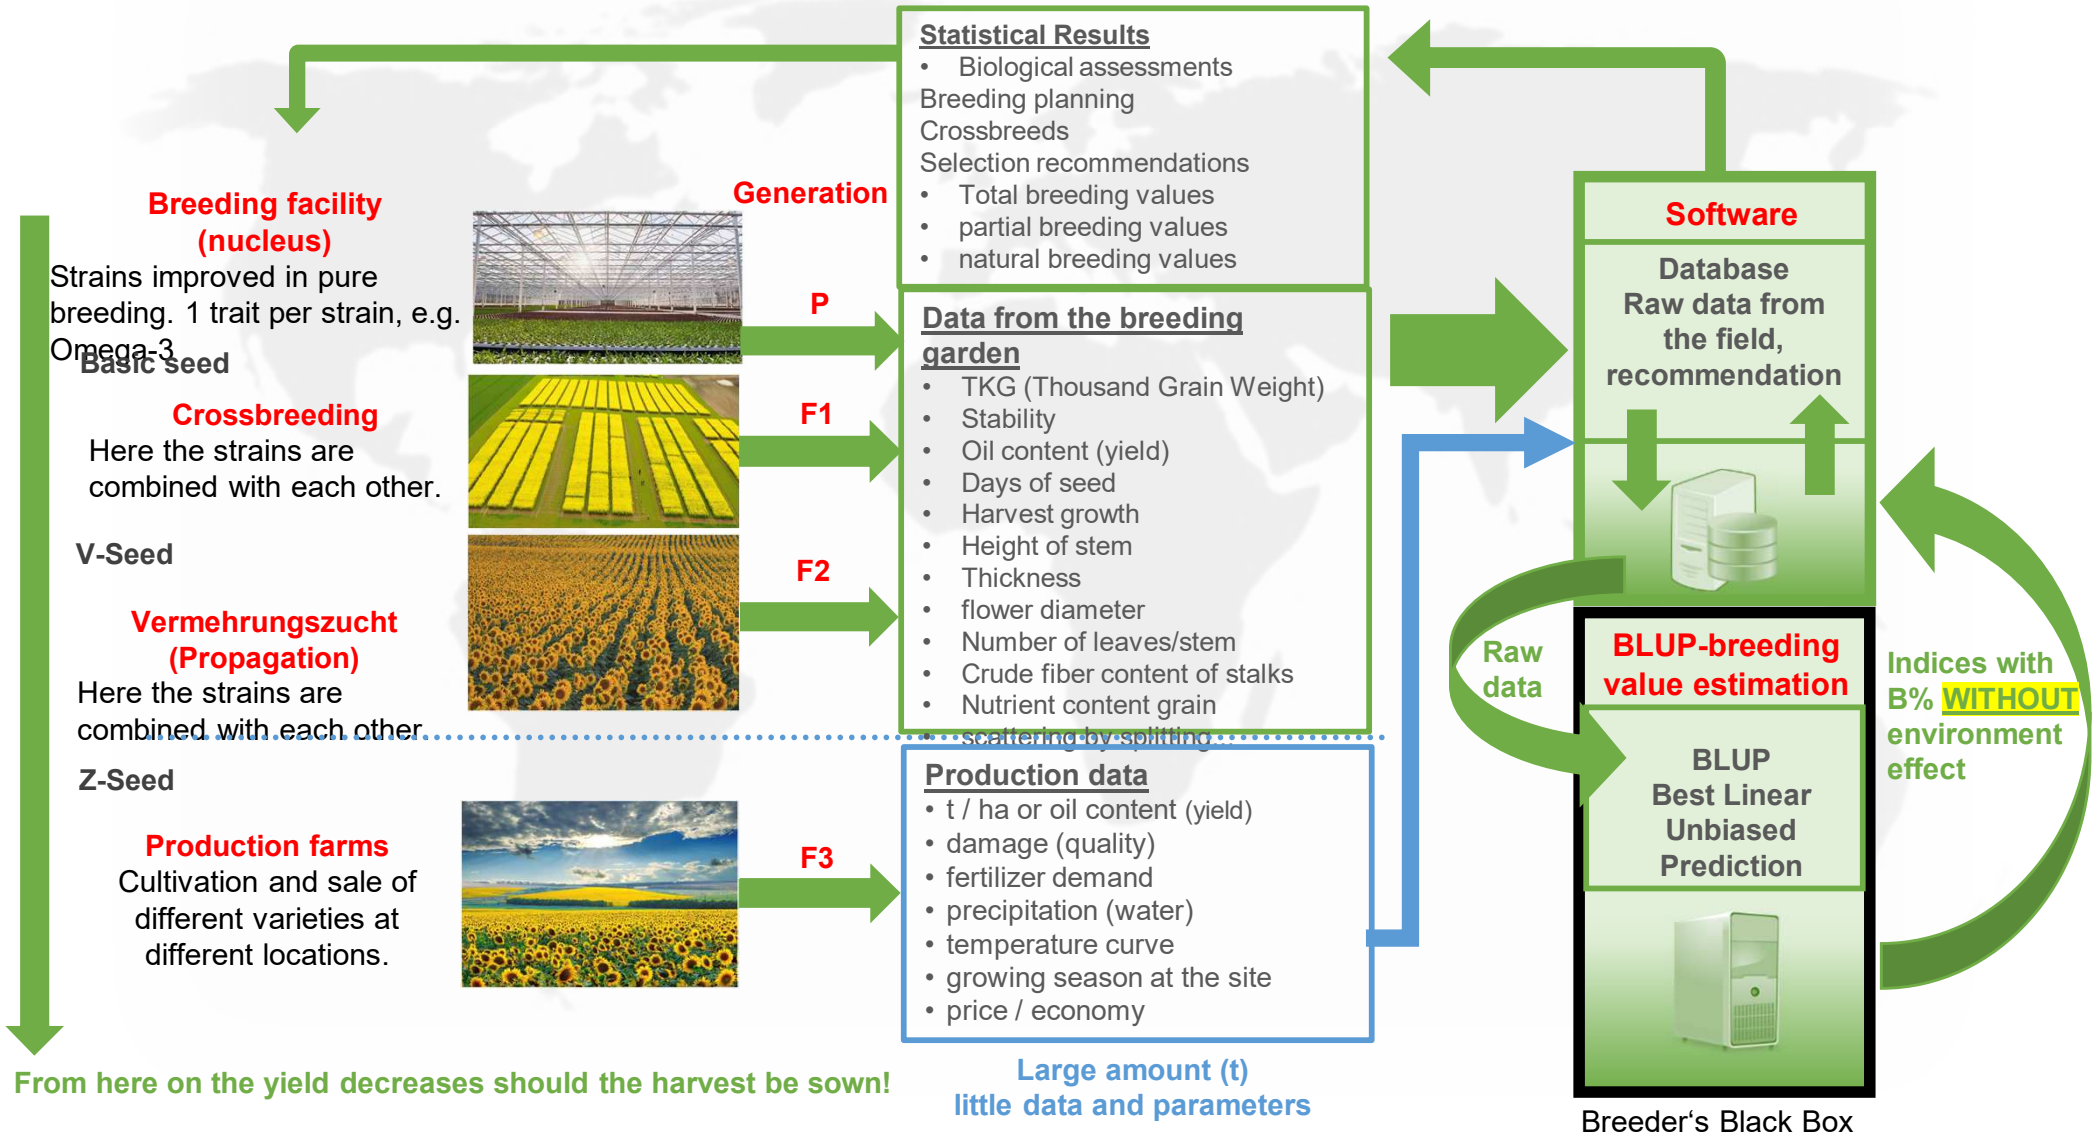 Statistical Results
• Biological assessments
Breeding planning
Crossbreeds
Selection recommendations
• Total breeding values
• partial breeding values
• natural breeding values
Generation
Breeding facility
(nucleus)
Strains improved in pure
breeding. 1 trait per strain, e.g.
Omega-3
Basic seed
P
Crossbreeding
Here the strains are
combined with each other.
F1
V-Seed
F2
Vermehrungszucht
(Propagation)
Here the strains are
combined with each other.
Z-Seed
Production farms
Cultivation and sale of
different varieties at
different locations.
F3
From here on the yield decreases should the harvest be sown!
Data from the breeding
garden
• TKG (Thousand Grain Weight)
• Stability
• Oil content (yield)
• Days of seed
• Harvest growth
• Height of stem
• Thickness
• flower diameter
• Number of leaves/stem
• Crude fiber content of stalks
• Nutrient content grain
• scattering by splitting...
Production data
• t / ha or oil content (yield)
• damage (quality)
• fertilizer demand
• precipitation (water)
• temperature curve
• growing season at the site
• price / economy
Large amount (t)
little data and parameters
Software
Database
Raw data from
the field,
recommendation
Raw
data
BLUP-breeding
value estimation
BLUP
Best Linear
Unbiased
Prediction
Indices with
B% WITHOUT
environment
effect
Breeder‘s Black Box